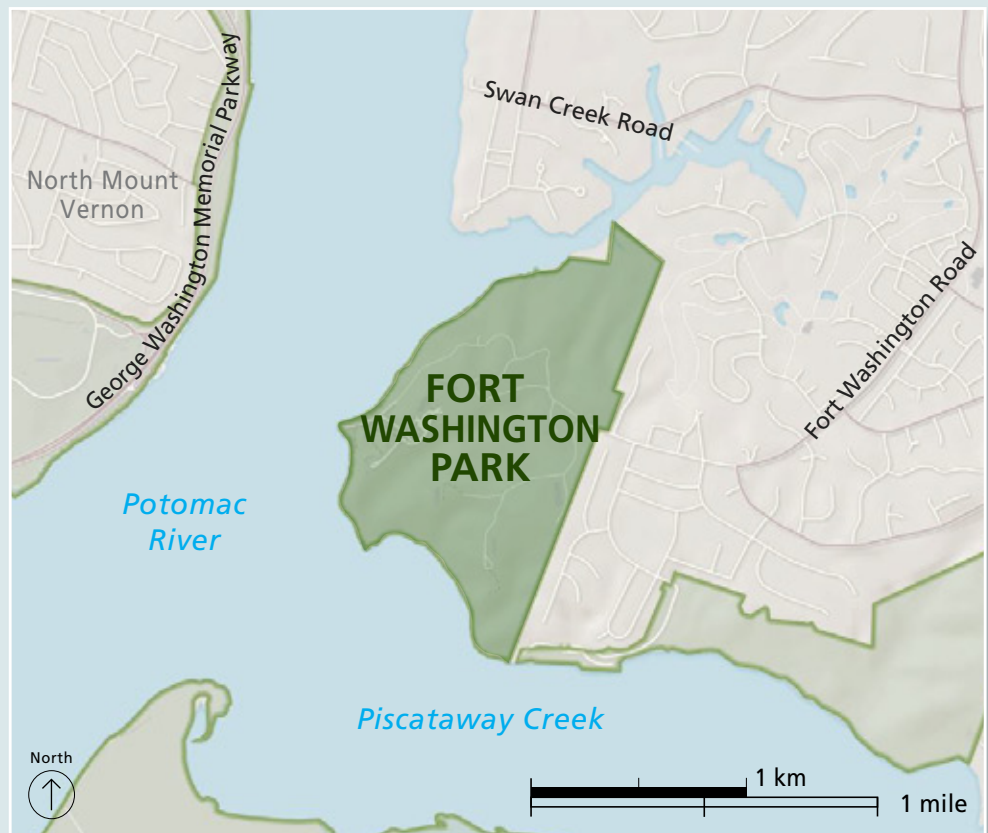 Swan Creek Road
George Washington Memorial Parkway
North Mount
Vernon
Fort Washington Road
FORT
WASHINGTON
PARK
Potomac
River
Piscataway Creek
North
1 km
1 mile